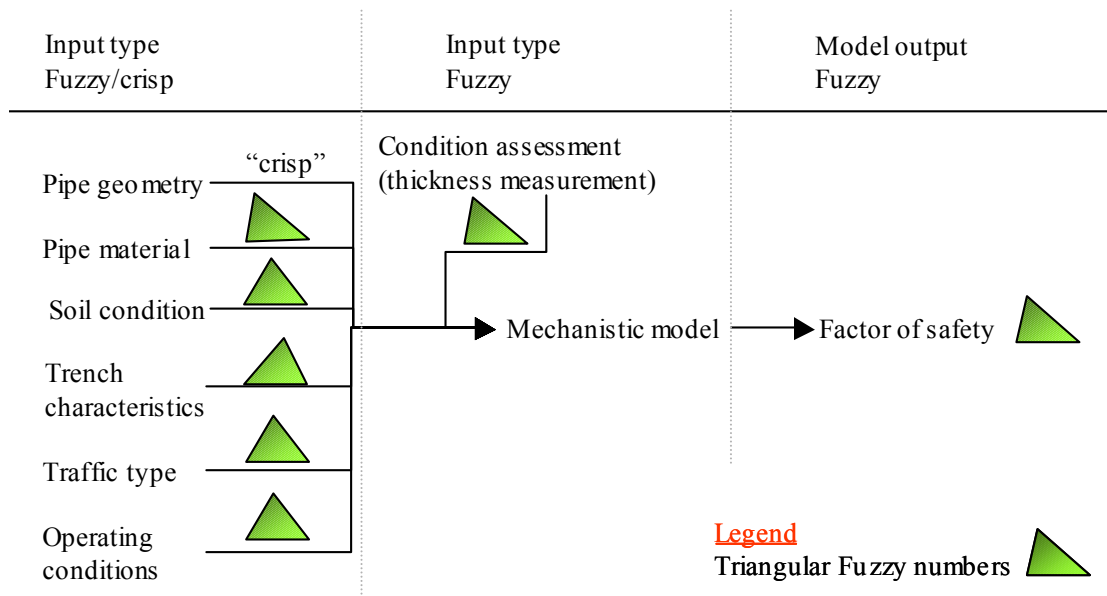 Input type
Fuzzy/crisp
Input type
Fuzzy
Model output
Fuzzy
“crisp”
Pipe geometry
Pipe material
Soil condition
Trench
characteristics
Traffic type
Operating
conditions
Condition assessment
(thickness measurement)
Mechanistic model
Factor of safety
Legend
Triangular Fuzzy numbers